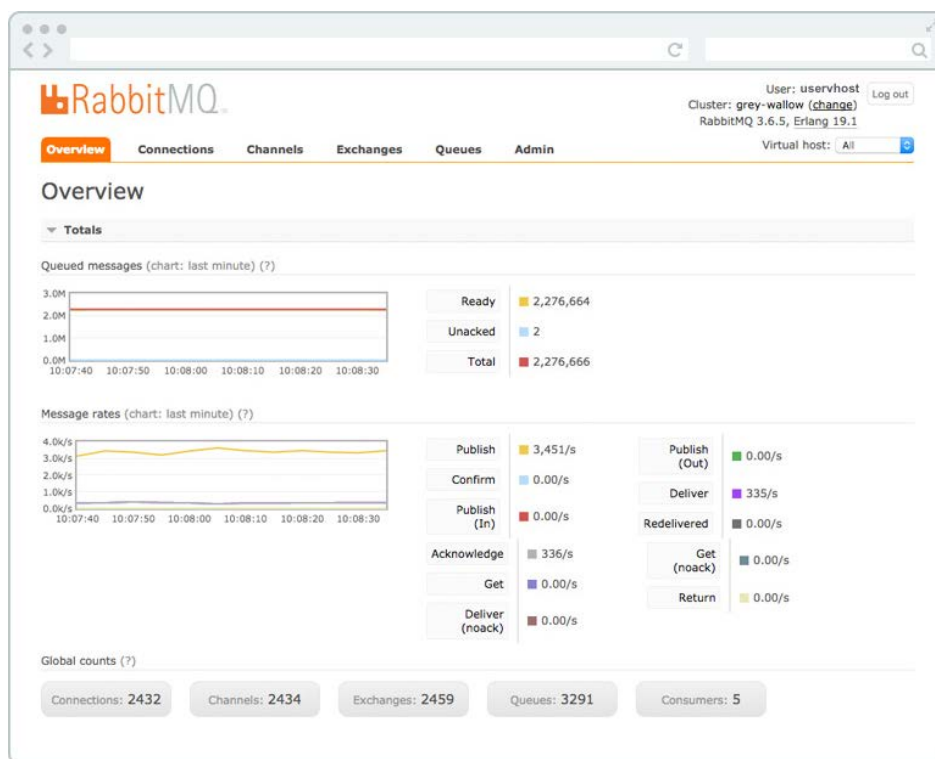 RabbitMQ
User: uservhost
Log out
Cluster: grey-wallow (change)
RabbitMQ 3.6.5, Erlang 19.1
Overview Connections Channels Exchanges Queues Admin
Virtual host: All
Overview
Totals
Queued messages (chart: last minute) (?)
3.0M
2.0M
1.0M
0.0M
10:07:40 10:07:50 10:08:00 10:08:10 10:08:20 10:08:30
Ready 2,276,664
Unacked 2
Total 2,276,666
Message rates (chart: last minute) (?)
4.0k/s
3.0k/s
2.0k/s
1.0k/s
0.0k/s
10:07:40 10:07:50 10:08:00 10:08:10 10:08:20 10:08:30
Publish 3,451/s
Confirm 0.00/s
Publish
(In) 0.00/s
Acknowledge 336/s
Get 0.00/s
Deliver
(noack) 0.00/s
Publish
(Out) 0.00/s
Deliver 335/s
Redelivered 0.00/s
Get
(noack) 0.00/s
Return 0.00/s
Global counts (?)
Connections: 2432 Channels: 2434 Exchanges: 2459 Queues: 3291 Consumers: 5